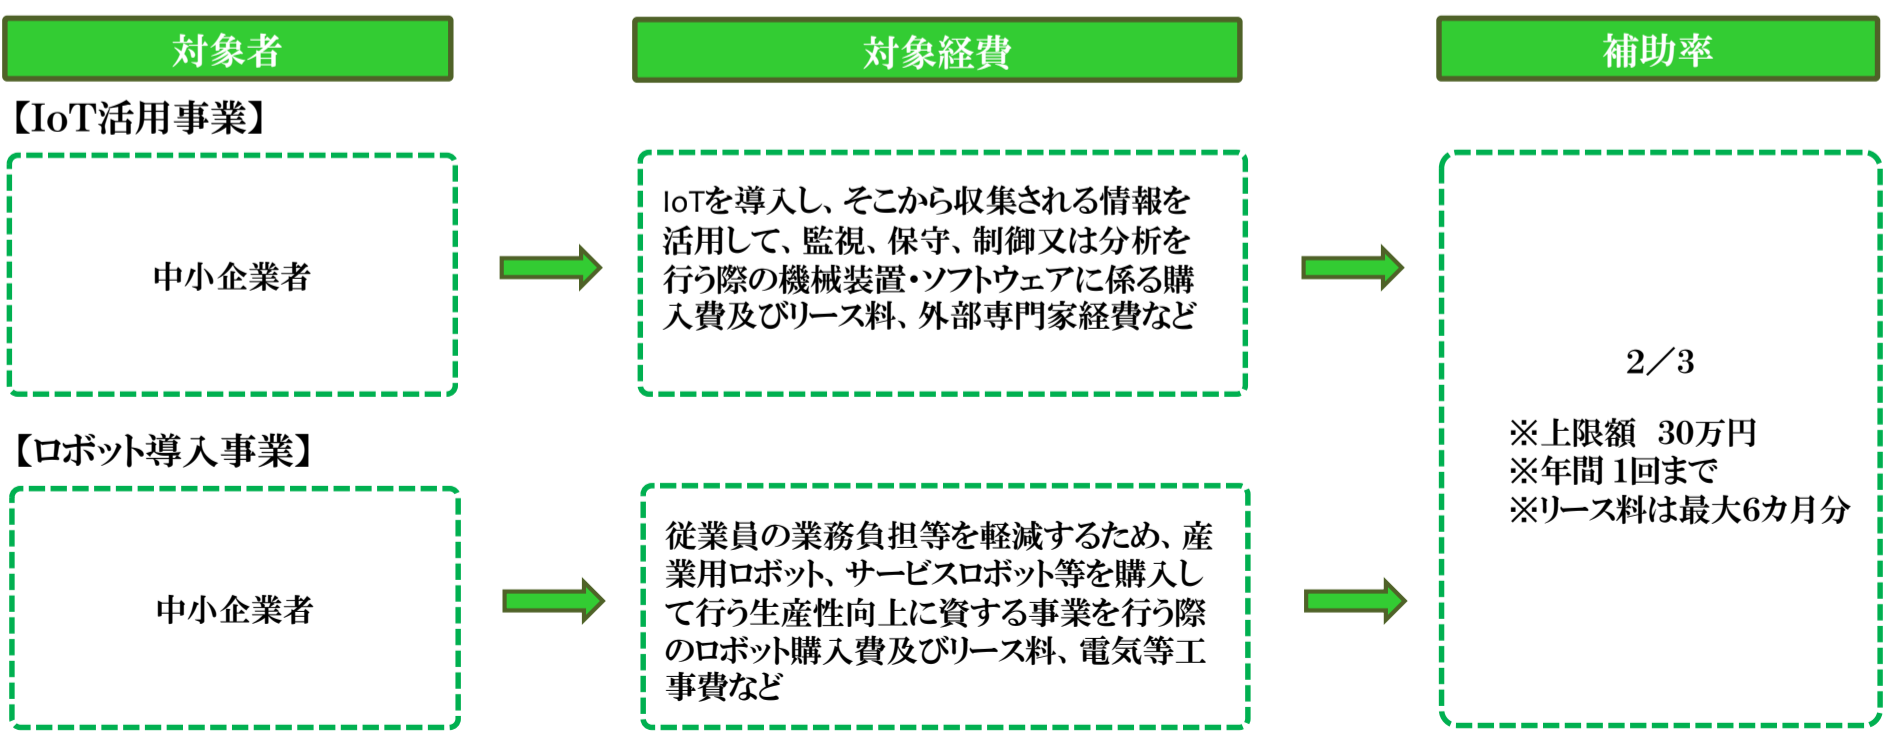 対象者
対象経費
補助率
【IoT活用事業】
中小企業者
IoTを導入し、そこから収集される情報を
活用して、監視、保守、制御又は分析を
行う際の機械装置・ソフトウェアに係る購
入費及びリース料、外部専門家経費など
【ロボット導入事業】
中小企業者
従業員の業務負担等を軽減するため、産
業用ロボット、サービスロボット等を購入し
て行う生産性向上に資する事業を行う際
のロボット購入費及びリース料、電気等工
事費など
2／3
※上限額　30万円
※年間1回まで
※リース料は最大6カ月分